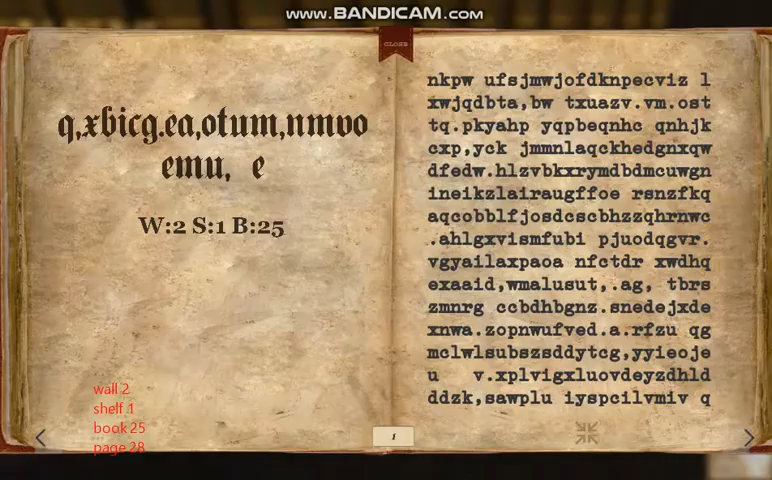 www.BANDICAM.com
CLOSE
q,xbicg.ea,otum,nmvo
emu, e
W:2 S:1 B:25
wall 2
shelf 1
book 25
page 28
nkpw ufsjmwjofdknpecviz l
xwjqdbta,bw txuazv.vm.ost
tq.pkyahp yqpbeqnhc qnhjk
cxp,yck jmmnlaqckhedgnxqw
dfedw.hlzvbkxrymdbdmcuwgn
ineikzlairaugffoe rsnzfkq
aqcobblfjosdcscbhzzqhrnwc
.ahlgxvismfubi pjuodqgvr.
vgyailaxpaoa nfctdr xwdhq
exaaid,wmalusut,.ag, tbrs
zmnrg ccbdhbgnz.snedejxde
xnwa.zopnwufved.a.rfzu qg
mclwlsubszsddytcg,yyieoje
u v.xplvigxluovdeyzdhld
ddzk,sawplu iyspcilvmiv q
1